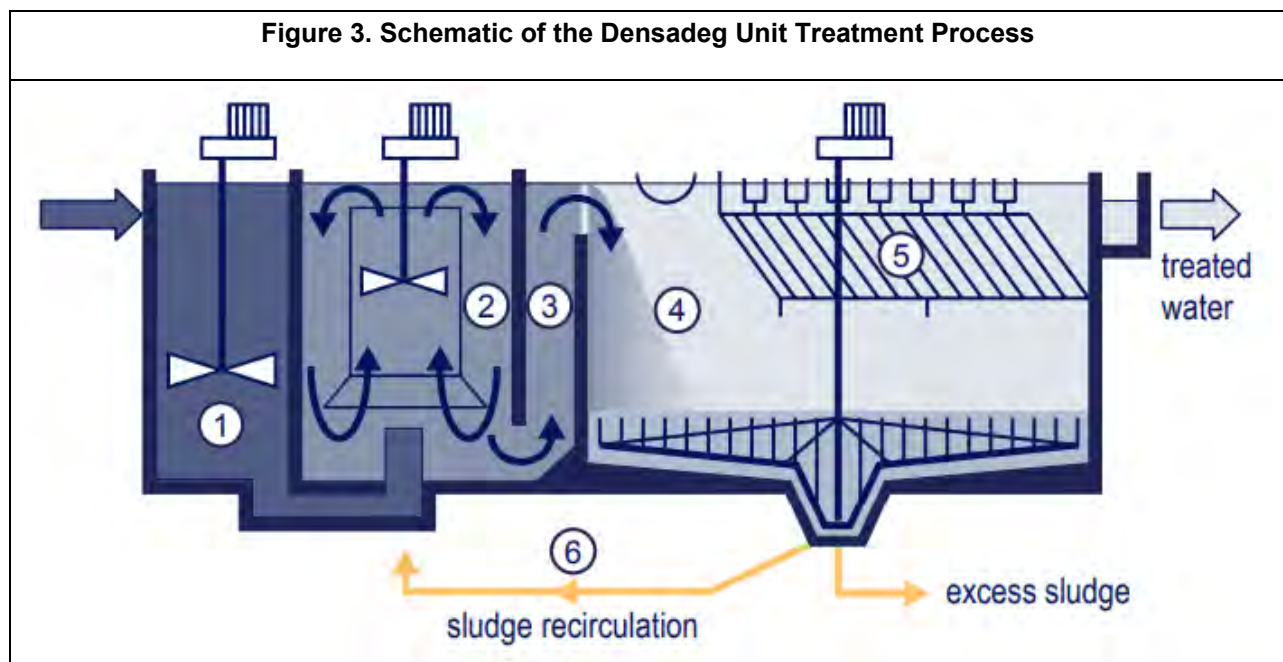 Figure 3. Schematic of the Densadeg Unit Treatment Process
1
2
3
4
5
treated
water
6
sludge recirculation
excess sludge